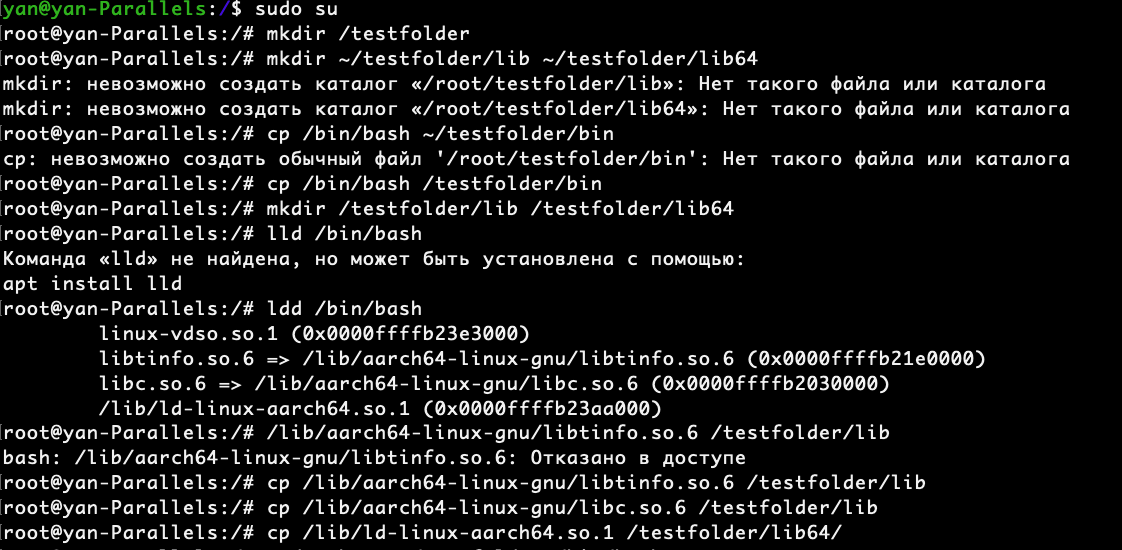 yan@yan-Parallels:/$ sudo su
[root@yan-Parallels:/# mkdir /testfolder
[root@yan-Parallels:/# mkdir ~/testfolder/lib ~/testfolder/lib64
mkdir: невозможно создать каталог «/root/testfolder/lib»: Нет такого файла или каталога
mkdir: невозможно создать каталог «/root/testfolder/lib64»: Нет такого файла или каталога
[root@yan-Parallels:/# cp /bin/bash ~/testfolder/bin
cp: невозможно создать обычный файл '/root/testfolder/bin': Нет такого файла или каталога
[root@yan-Parallels:/# cp /bin/bash /testfolder/bin
[root@yan-Parallels:/# mkdir /testfolder/lib /testfolder/lib64
[root@yan-Parallels:/# lld /bin/bash
Команда «lld» не найдена, но может быть установлена с помощью:
apt install lld
[root@yan-Parallels:/# ldd /bin/bash
linux-vdso.so.1 (0x0000ffffb23e3000)
libtinfo.so.6 => /lib/aarch64-linux-gnu/libtinfo.so.6 (0x0000ffffb21e0000)
libc.so.6 => /lib/aarch64-linux-gnu/libc.so.6 (0x0000ffffb2030000)
/lib/ld-linux-aarch64.so.1 (0x0000ffffb23aa000)
[root@yan-Parallels:/# /lib/aarch64-linux-gnu/libtinfo.so.6 /testfolder/lib
bash: /lib/aarch64-linux-gnu/libtinfo.so.6: Отказано в доступе
[root@yan-Parallels:/# cp /lib/aarch64-linux-gnu/libtinfo.so.6 /testfolder/lib
[root@yan-Parallels:/# cp /lib/aarch64-linux-gnu/libc.so.6 /testfolder/lib
[root@yan-Parallels:/# cp /lib/ld-linux-aarch64.so.1 /testfolder/lib64/